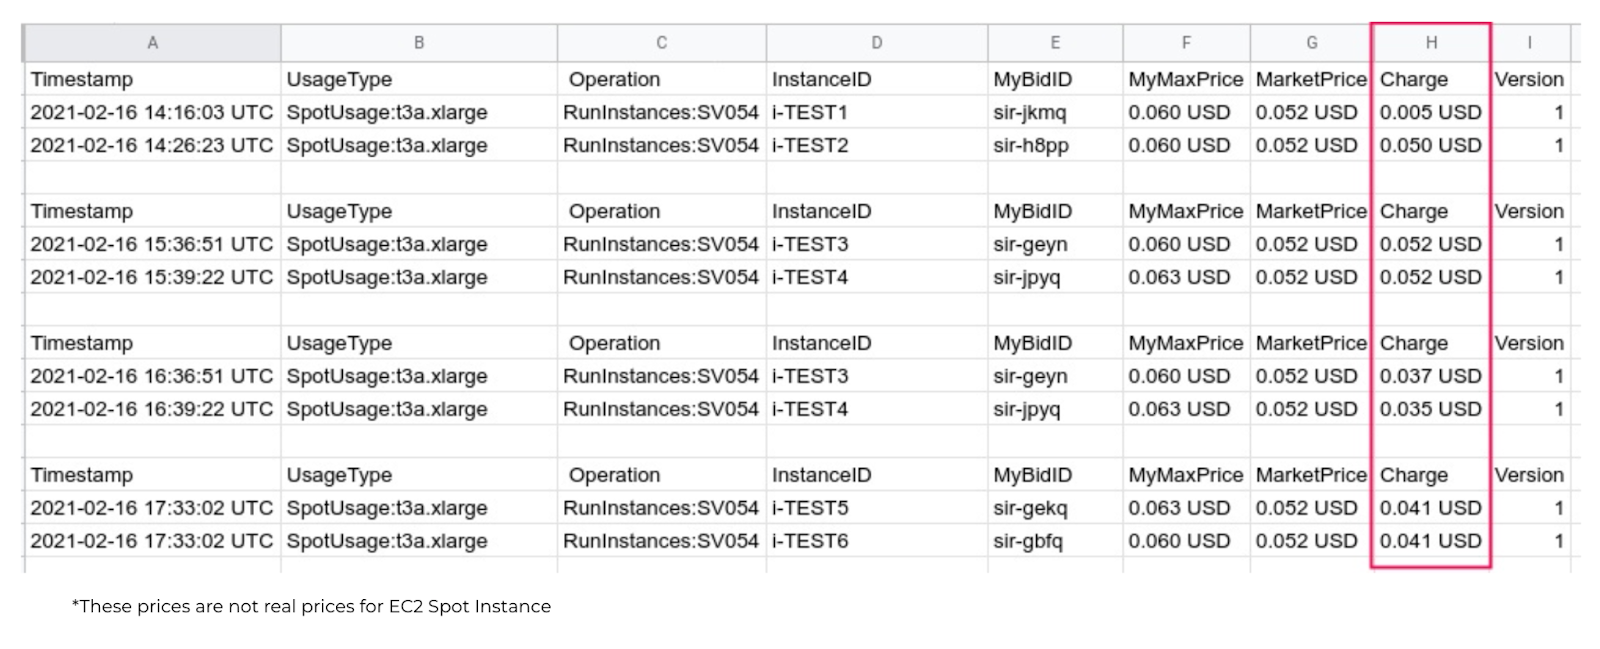 A B C D E F G H I
Timestamp UsageType Operation InstanceID MyBidID MyMaxPrice MarketPrice Charge Version
2021-02-16 14:16:03 UTC SpotUsage:t3a.xlarge RunInstances:SV054 i-TEST1 sir-jkmq 0.060 USD 0.052 USD 0.005 USD 1
2021-02-16 14:26:23 UTC SpotUsage:t3a.xlarge RunInstances:SV054 i-TEST2 sir-h8pp 0.060 USD 0.052 USD 0.050 USD 1
Timestamp UsageType Operation InstanceID MyBidID MyMaxPrice MarketPrice Charge Version
2021-02-16 15:36:51 UTC SpotUsage:t3a.xlarge RunInstances:SV054 i-TEST3 sir-geyn 0.060 USD 0.052 USD 0.052 USD 1
2021-02-16 15:39:22 UTC SpotUsage:t3a.xlarge RunInstances:SV054 i-TEST4 sir-jpyq 0.063 USD 0.052 USD 0.052 USD 1
Timestamp UsageType Operation InstanceID MyBidID MyMaxPrice MarketPrice Charge Version
2021-02-16 16:36:51 UTC SpotUsage:t3a.xlarge RunInstances:SV054 i-TEST3 sir-geyn 0.060 USD 0.052 USD 0.037 USD 1
2021-02-16 16:39:22 UTC SpotUsage:t3a.xlarge RunInstances:SV054 i-TEST4 sir-jpyq 0.063 USD 0.052 USD 0.035 USD 1
Timestamp UsageType Operation InstanceID MyBidID MyMaxPrice MarketPrice Charge Version
2021-02-16 17:33:02 UTC SpotUsage:t3a.xlarge RunInstances:SV054 i-TEST5 sir-gekq 0.063 USD 0.052 USD 0.041 USD 1
2021-02-16 17:33:02 UTC SpotUsage:t3a.xlarge RunInstances:SV054 i-TEST6 sir-gbfq 0.060 USD 0.052 USD 0.041 USD 1
*These prices are not real prices for EC2 Spot Instance